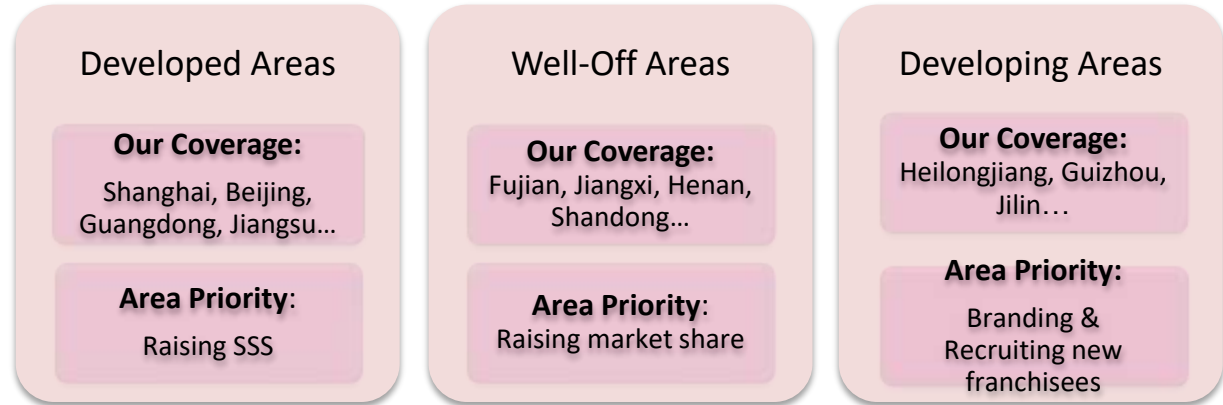 Developed Areas
Our Coverage:
Shanghai, Beijing,
Guangdong, Jiangsu...
Area Priority:
Raising SSS
Well-Off Areas
Our Coverage:
Fujian, Jiangxi, Henan,
Shandong...
Area Priority:
Raising market share
Developing Areas
Our Coverage:
Heilongjiang, Guizhou,
Jilin...
Area Priority:
Branding &
Recruiting new
franchisees